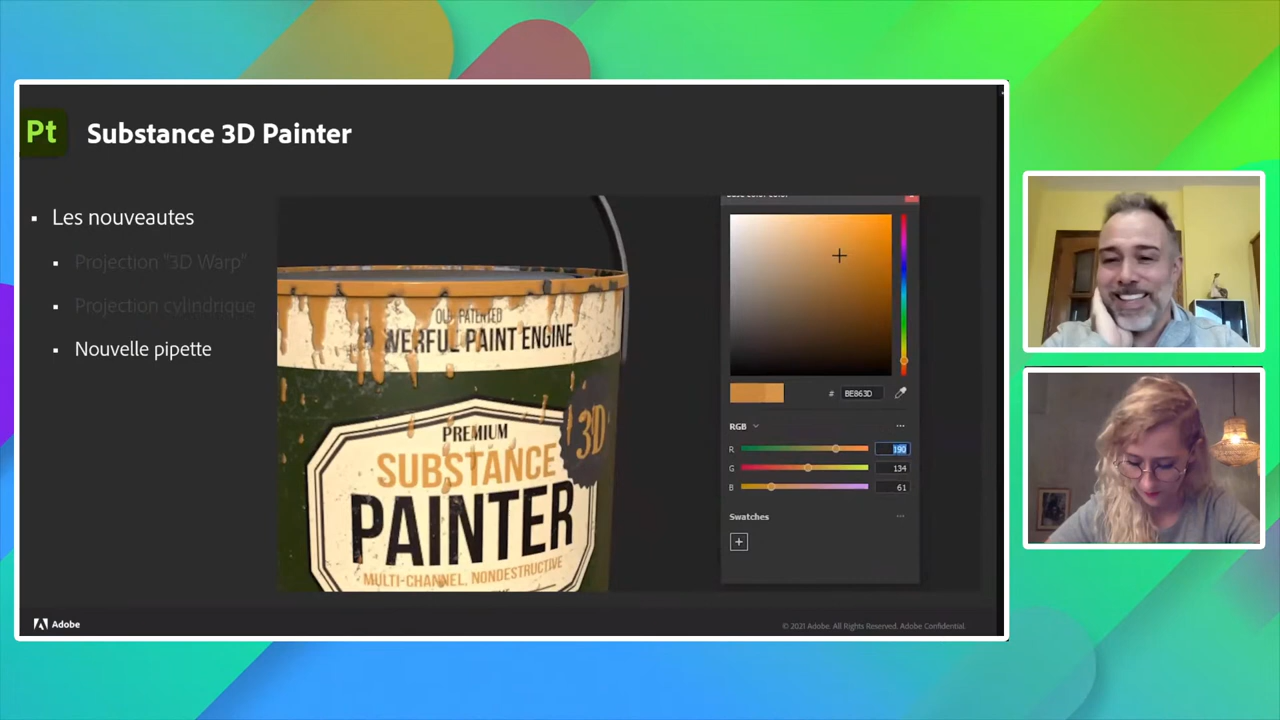 Pt
Substance 3D Painter
Les nouveautes
Projection "3D Warp"
Projection cylindrique
Nouvelle pipette
OUR PATENTED
WERFUL PAINT ENGINE
3D
PREMIUM
SUBSTANCE
PAINTER
MULTI-CHANNEL, NONDESTRUCTIVE
# BE863D
RGB
R 190
G 134
B 61
Swatches
+
Adobe
© 2021 Adobe. All Rights Reserved. Adobe Confidential.